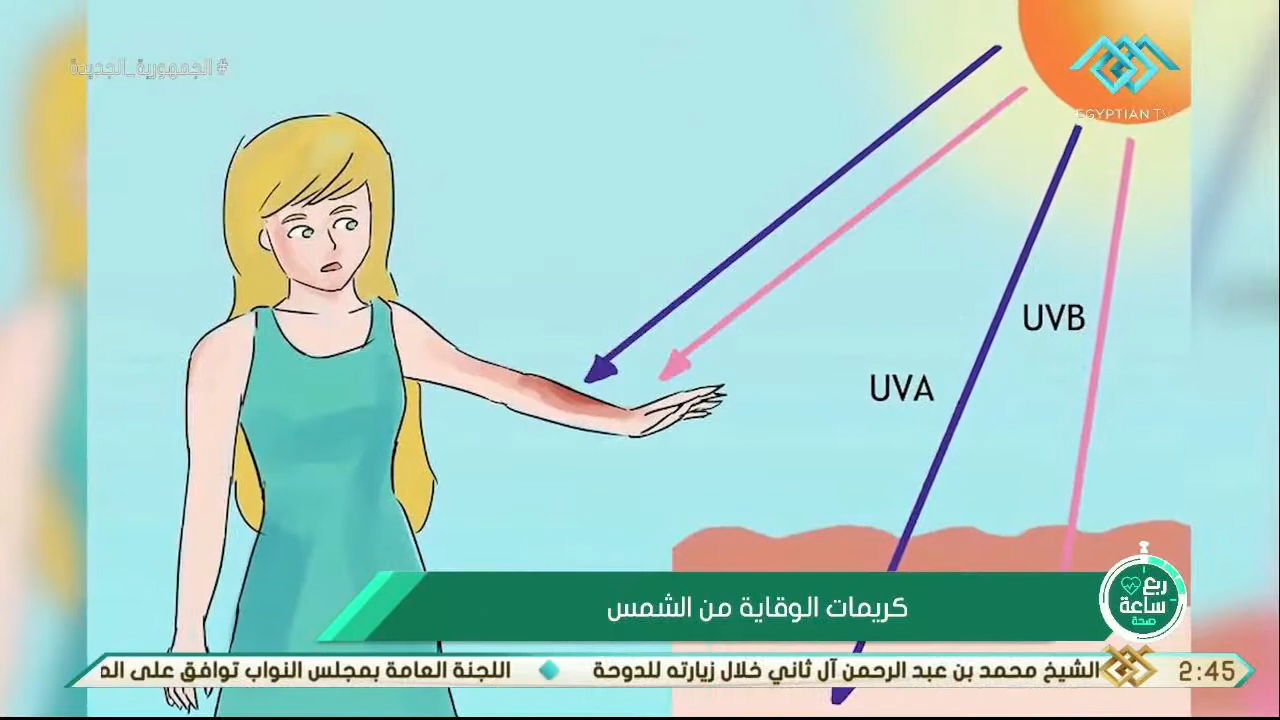 #الجمهورية_الجديدة
EGYPTIAN TV
UVB
UVA
كريمات الوقاية من الشمس
ربع
ساعة
صحة
الشيخ محمد بن عبد الرحمن آل ثاني خلال زيارته للدوحة
اللجنة العامة بمجلس النواب توافق على
2:45